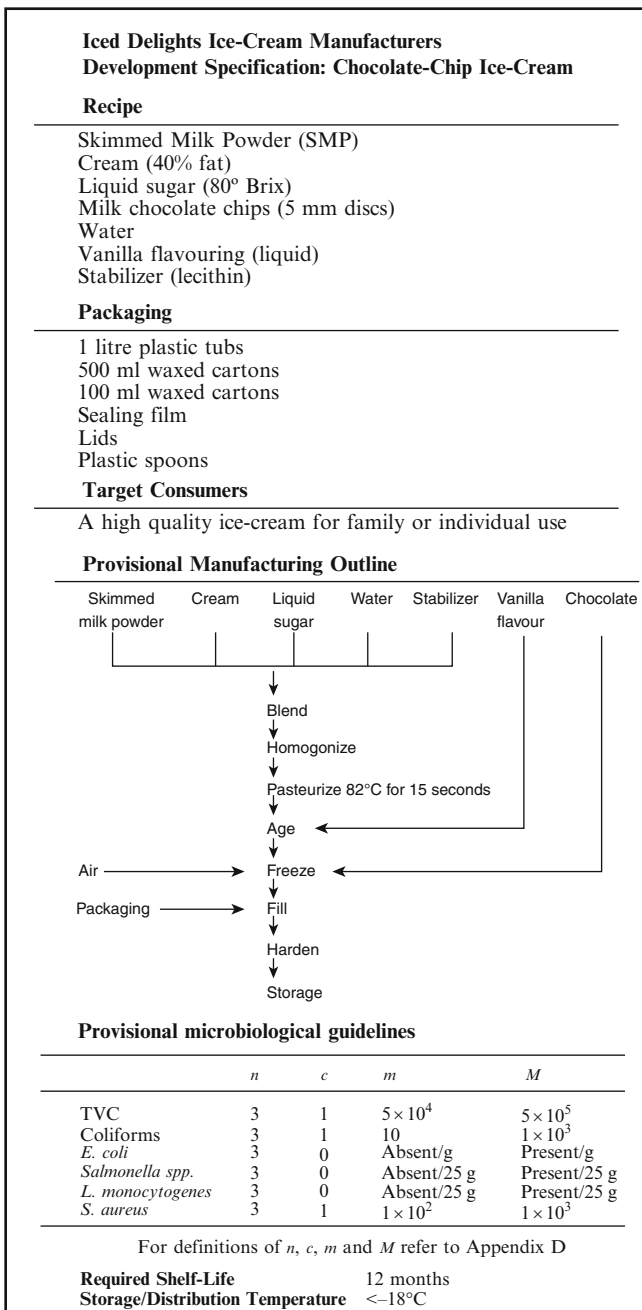 Iced Delights Ice-Cream Manufacturers
Development Specification: Chocolate-Chip Ice-Cream
Recipe
Skimmed Milk Powder (SMP)
Cream (40% fat)
Liquid sugar (80º Brix)
Milk chocolate chips (5 mm discs)
Water
Vanilla flavouring (liquid)
Stabilizer (lecithin)
Packaging
1 litre plastic tubs
500 ml waxed cartons
100 ml waxed cartons
Sealing film
Lids
Plastic spoons
Target Consumers
A high quality ice-cream for family or individual use
Provisional Manufacturing Outline
Skimmed Cream Liquid Water Stabilizer Vanilla Chocolate
milk powder sugar flavour
Blend
Homogonize
Pasteurize 82°C for 15 seconds
Age
Air Freeze
Packaging Fill
Harden
Storage
Provisional microbiological guidelines
n c m M
TVC 3 1 5 × 10⁴ 5 × 10⁵
Coliforms 3 1 10 1 × 10³
E. coli 3 0 Absent/g Present/g
Salmonella spp. 3 0 Absent/25 g Present/25 g
L. monocytogenes 3 0 Absent/25 g Present/25 g
S. aureus 3 1 1 × 10² 1 × 10³
For definitions of n, c, m and M refer to Appendix D
Required Shelf-Life 12 months
Storage/Distribution Temperature <–18°C